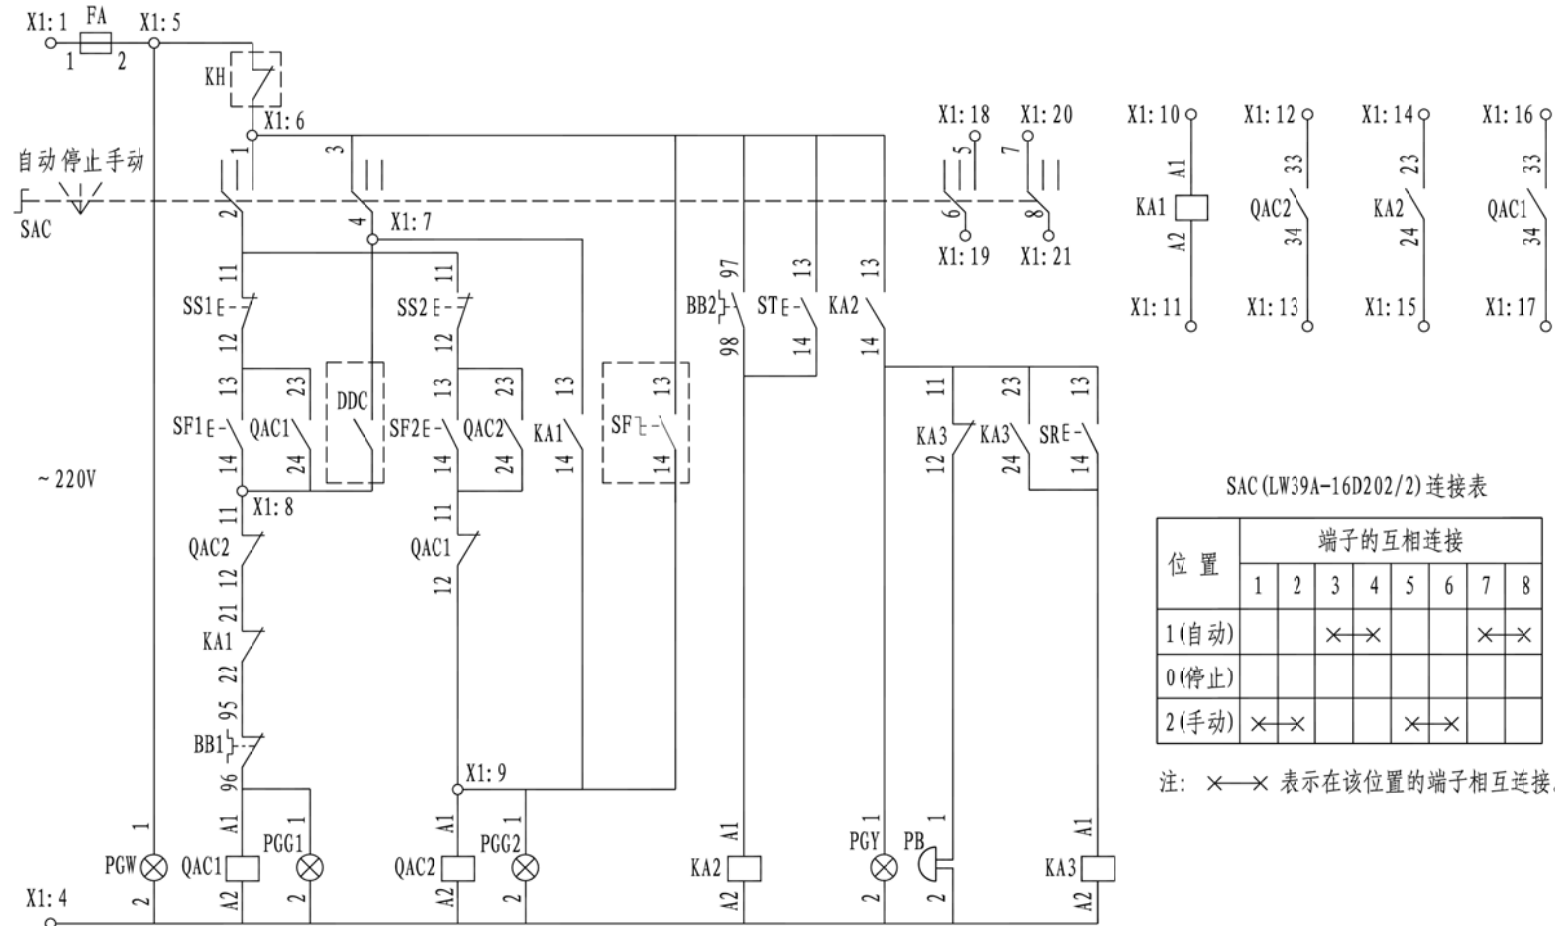 X1:1
FA
X1:5
1
2
KH
X1:6
X1:18
X1:20
X1:10
X1:12
X1:14
X1:16
自动 停止 手动
1
3
5
7
A1
33
23
33
SAC
2
4
6
8
KA1
QAC2
KA2
QAC1
X1:7
X1:19
X1:21
A2
34
24
34
11
11
97
13
13
SS1
SS2
BB2
ST
KA2
X1:11
X1:13
X1:15
X1:17
12
12
98
14
14
13
23
DDC
13
23
13
13
11
23
13
SF1
QAC1
SF2
QAC2
KA1
SF
KA3
KA3
SR
14
24
14
24
14
14
12
24
14
~220V
X1:8
SAC(LW39A-16D202/2)连接表
11
QAC2
12
11
QAC1
12
位置
端子的互相连接
1 2 3 4 5 6 7 8
21
KA1
22
1(自动)
0(停止)
2(手动)
95
BB1
96
X1:9
注: ×—× 表示在该位置的端子相互连接.
1
A1
1
A1
1
A1
1
1
A1
PGW
QAC1
PGG1
QAC2
PGG2
KA2
PGY
PB
KA3
2
A2
2
A2
2
A2
2
2
A2
X1:4